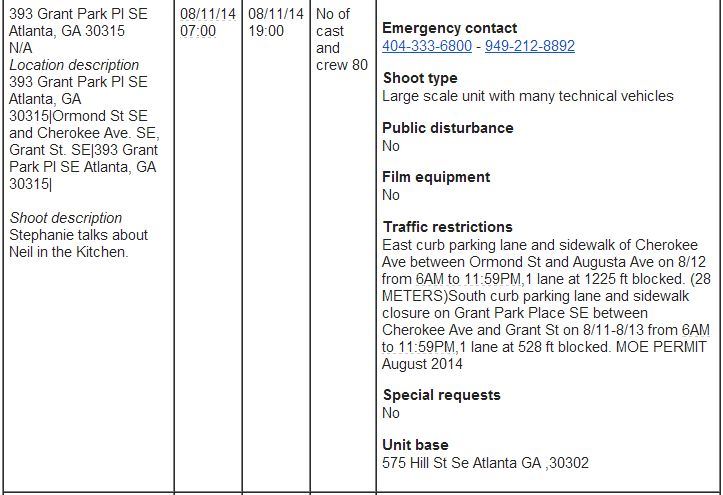 393 Grant Park Pl SE
Atlanta, GA 30315
N/A
Location description
393 Grant Park Pl SE
Atlanta, GA
30315|Ormond St SE
and Cherokee Ave. SE,
Grant St. SE|393 Grant
Park Pl SE Atlanta, GA
30315|
Shoot description
Stephanie talks about
Neil in the Kitchen.
08/11/14
07:00
08/11/14
19:00
No of
cast
and
crew 80
Emergency contact
404-333-6800 - 949-212-8892
Shoot type
Large scale unit with many technical vehicles
Public disturbance
No
Film equipment
No
Traffic restrictions
East curb parking lane and sidewalk of Cherokee
Ave between Ormond St and Augusta Ave on 8/12
from 6AM to 11:59PM,1 lane at 1225 ft blocked. (28
METERS)South curb parking lane and sidewalk
closure on Grant Park Place SE between
Cherokee Ave and Grant St on 8/11-8/13 from 6AM
to 11:59PM,1 lane at 528 ft blocked. MOE PERMIT
August 2014
Special requests
No
Unit base
575 Hill St Se Atlanta GA ,30302